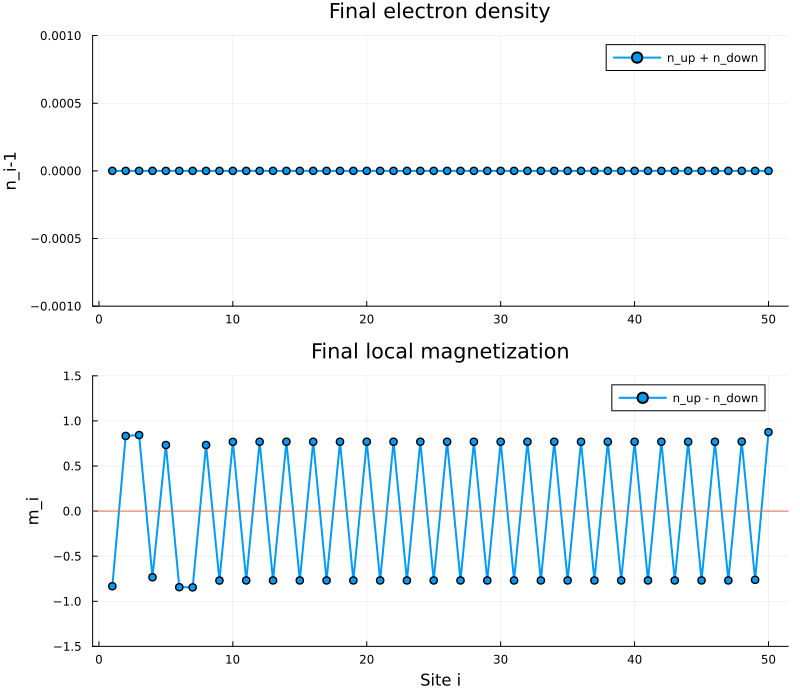 Final electron density
0.0010
0.0005
0.0000
−0.0005
−0.0010
n_i-1
n_up + n_down
0 10 20 30 40 50
Final local magnetization
1.5
1.0
0.5
0.0
−0.5
−1.0
−1.5
m_i
n_up - n_down
0 10 20 30 40 50
Site i